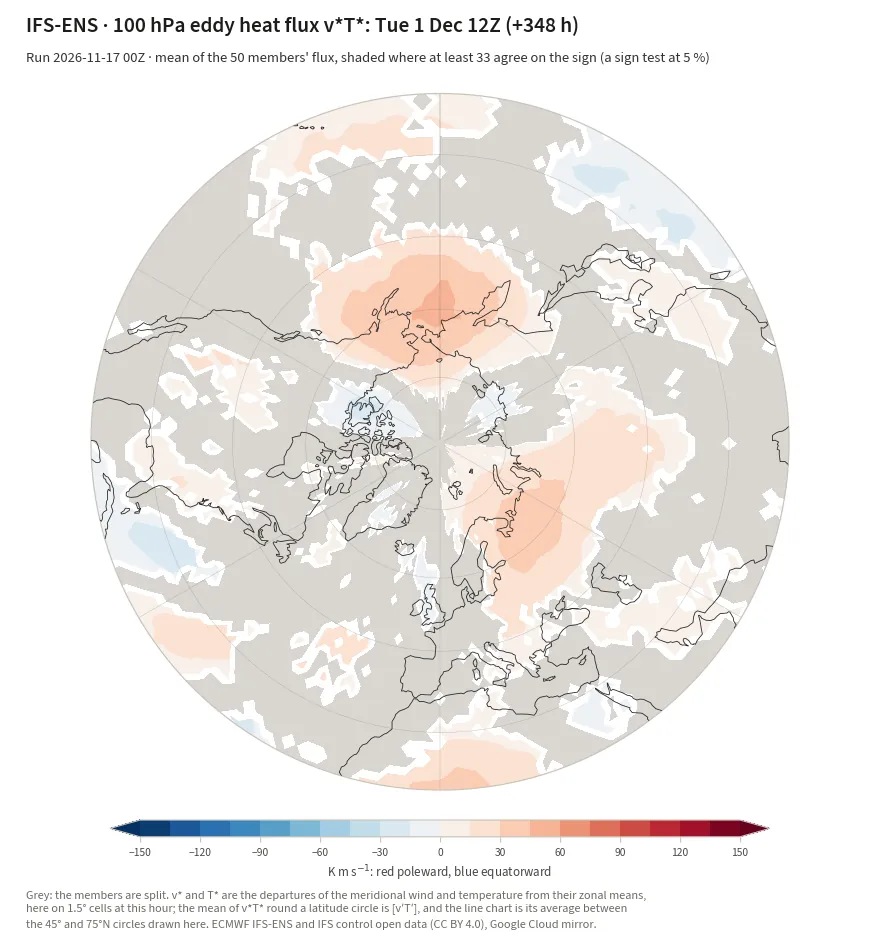 IFS-ENS · 100 hPa eddy heat flux v*T*: Tue 1 Dec 12Z (+348 h)
Run 2026-11-17 00Z · mean of the 50 members' flux, shaded where at least 33 agree on the sign (a sign test at 5 %)
−150 −120 −90 −60 −30 0 30 60 90 120 150
K m s⁻¹: red poleward, blue equatorward
Grey: the members are split. v* and T* are the departures of the meridional wind and temperature from their zonal means,
here on 1.5° cells at this hour; the mean of v*T* round a latitude circle is [v′T′], and the line chart is its average between
the 45° and 75°N circles drawn here. ECMWF IFS-ENS and IFS control open data (CC BY 4.0), Google Cloud mirror.